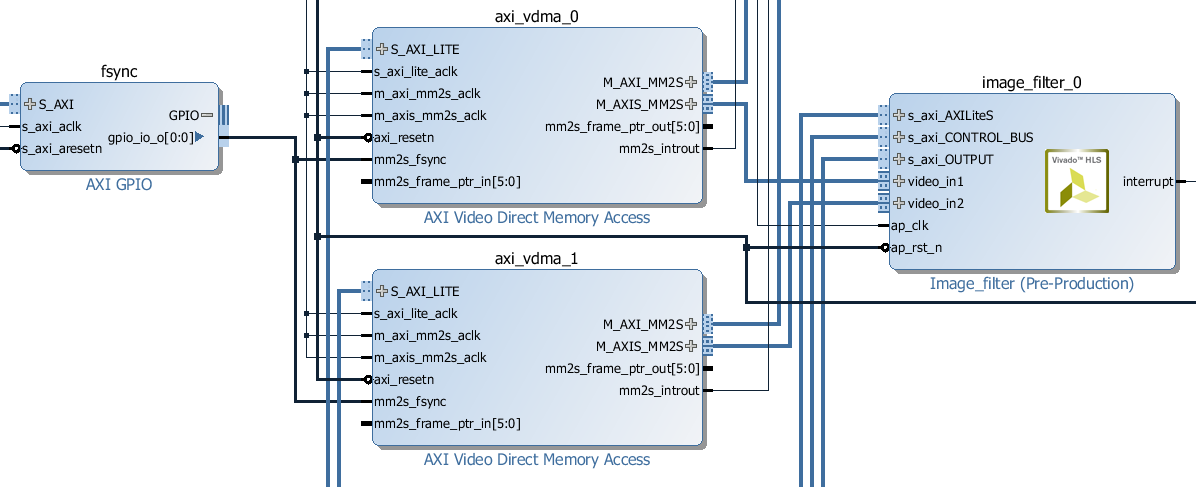 fsync
S_AXI
s_axi_aclk
s_axi_aresetn
GPIO
gpio_io_o[0:0]
AXI GPIO
axi_vdma_0
S_AXI_LITE
s_axi_lite_aclk
m_axi_mm2s_aclk
m_axis_mm2s_aclk
axi_resetn
mm2s_fsync
mm2s_frame_ptr_in[5:0]
M_AXI_MM2S
M_AXIS_MM2S
mm2s_frame_ptr_out[5:0]
mm2s_introut
AXI Video Direct Memory Access
axi_vdma_1
S_AXI_LITE
s_axi_lite_aclk
m_axi_mm2s_aclk
m_axis_mm2s_aclk
axi_resetn
mm2s_fsync
mm2s_frame_ptr_in[5:0]
M_AXI_MM2S
M_AXIS_MM2S
mm2s_frame_ptr_out[5:0]
mm2s_introut
AXI Video Direct Memory Access
image_filter_0
s_axi_AXILiteS
s_axi_CONTROL_BUS
s_axi_OUTPUT
video_in1
video_in2
ap_clk
ap_rst_n
Vivado™ HLS
interrupt
Image_filter (Pre-Production)